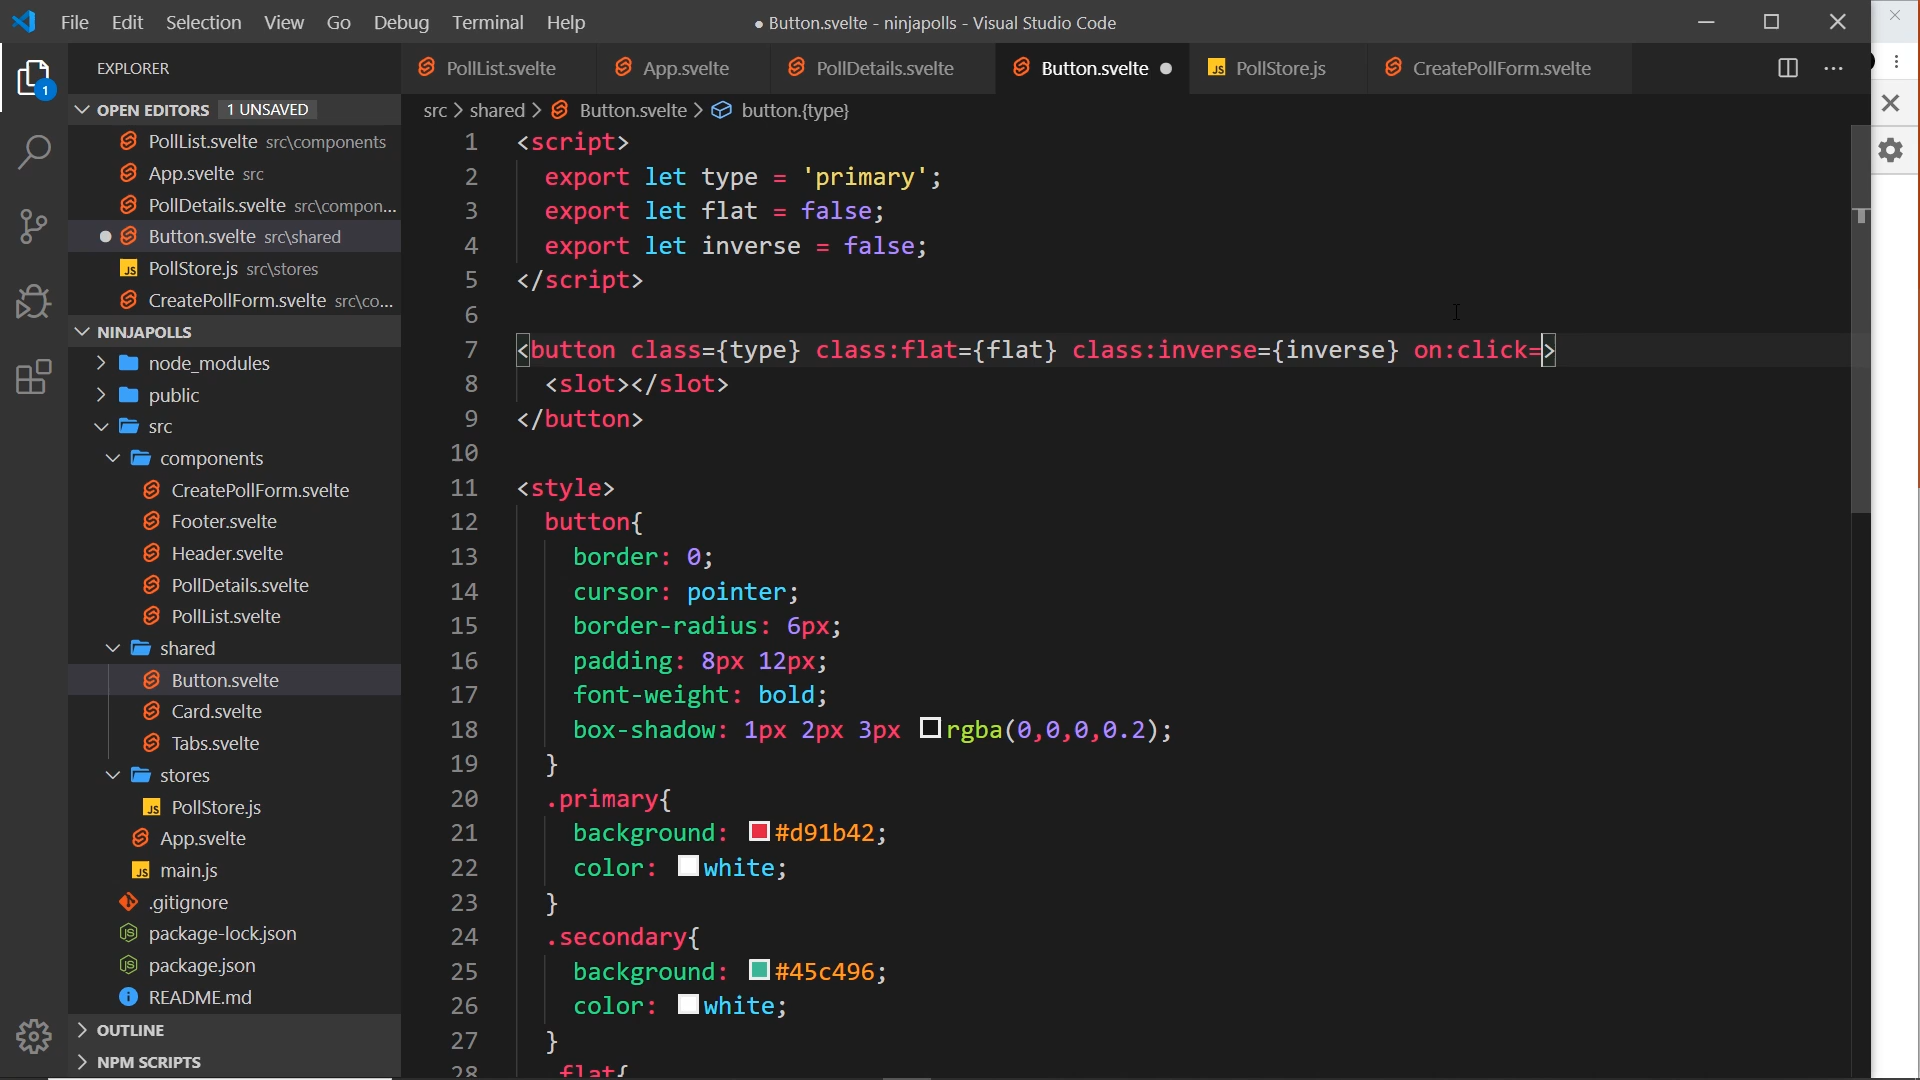 File Edit Selection View Go Debug Terminal Help
● Button.svelte - ninjapolls - Visual Studio Code
EXPLORER
PollList.svelte App.svelte PollDetails.svelte Button.svelte ● JS PollStore.js CreatePollForm.svelte
OPEN EDITORS 1 UNSAVED
src > shared > Button.svelte > button.{type}
1
PollList.svelte src\components
App.svelte src
PollDetails.svelte src\compon...
Button.svelte src\shared
JS PollStore.js src\stores
CreatePollForm.svelte src\co...
NINJAPOLLS
node_modules
public
src
components
CreatePollForm.svelte
Footer.svelte
Header.svelte
PollDetails.svelte
PollList.svelte
shared
Button.svelte
Card.svelte
Tabs.svelte
stores
JS PollStore.js
App.svelte
JS main.js
.gitignore
package-lock.json
package.json
README.md
OUTLINE
NPM SCRIPTS
1 <script>
2 export let type = 'primary';
3 export let flat = false;
4 export let inverse = false;
5 </script>
6
7 <button class={type} class:flat={flat} class:inverse={inverse} on:click=>
8 <slot></slot>
9 </button>
10
11 <style>
12 button{
13 border: 0;
14 cursor: pointer;
15 border-radius: 6px;
16 padding: 8px 12px;
17 font-weight: bold;
18 box-shadow: 1px 2px 3px rgba(0,0,0,0.2);
19 }
20 .primary{
21 background: #d91b42;
22 color: white;
23 }
24 .secondary{
25 background: #45c496;
26 color: white;
27 }
28 .flat{